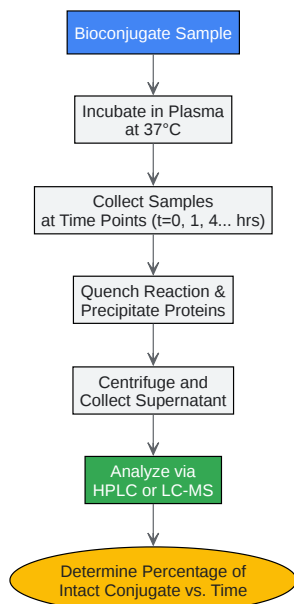 Bioconjugate Sample
Incubate in Plasma
at 37°C
Collect Samples
at Time Points (t=0, 1, 4... hrs)
Quench Reaction &
Precipitate Proteins
Centrifuge and
Collect Supernatant
Analyze via
HPLC or LC-MS
Determine Percentage of
Intact Conjugate vs. Time